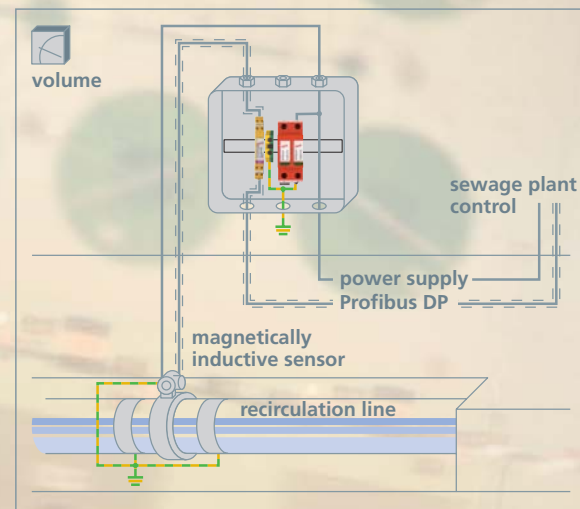 volume
sewage plant
control
power supply
Profibus DP
magnetically
inductive sensor
recirculation line